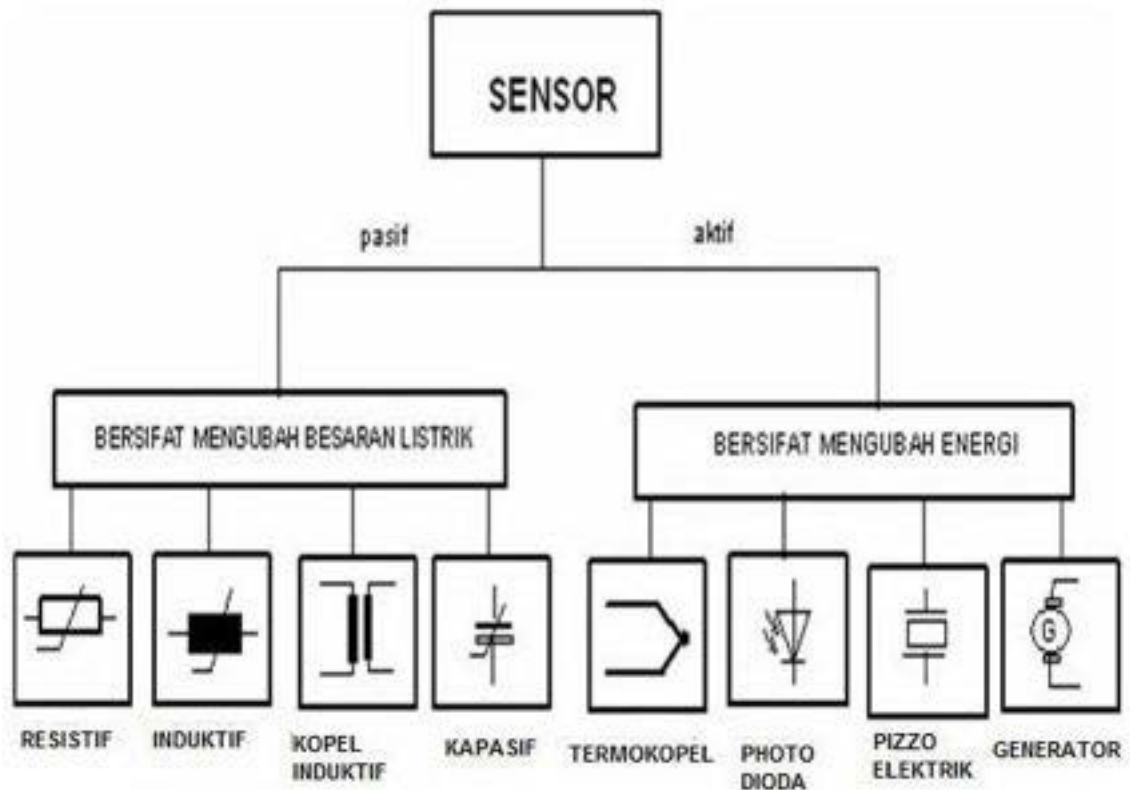 SENSOR
pasif
aktif
BERSIFAT MENGUBAH BESARAN LISTRIK
BERSIFAT MENGUBAH ENERGI
G
RESISTIF
INDUKTIF
KOPEL
INDUKTIF
KAPASIF
TERMOKOPEL
PHOTO
DIODA
PIZZO
ELEKTRIK
GENERATOR